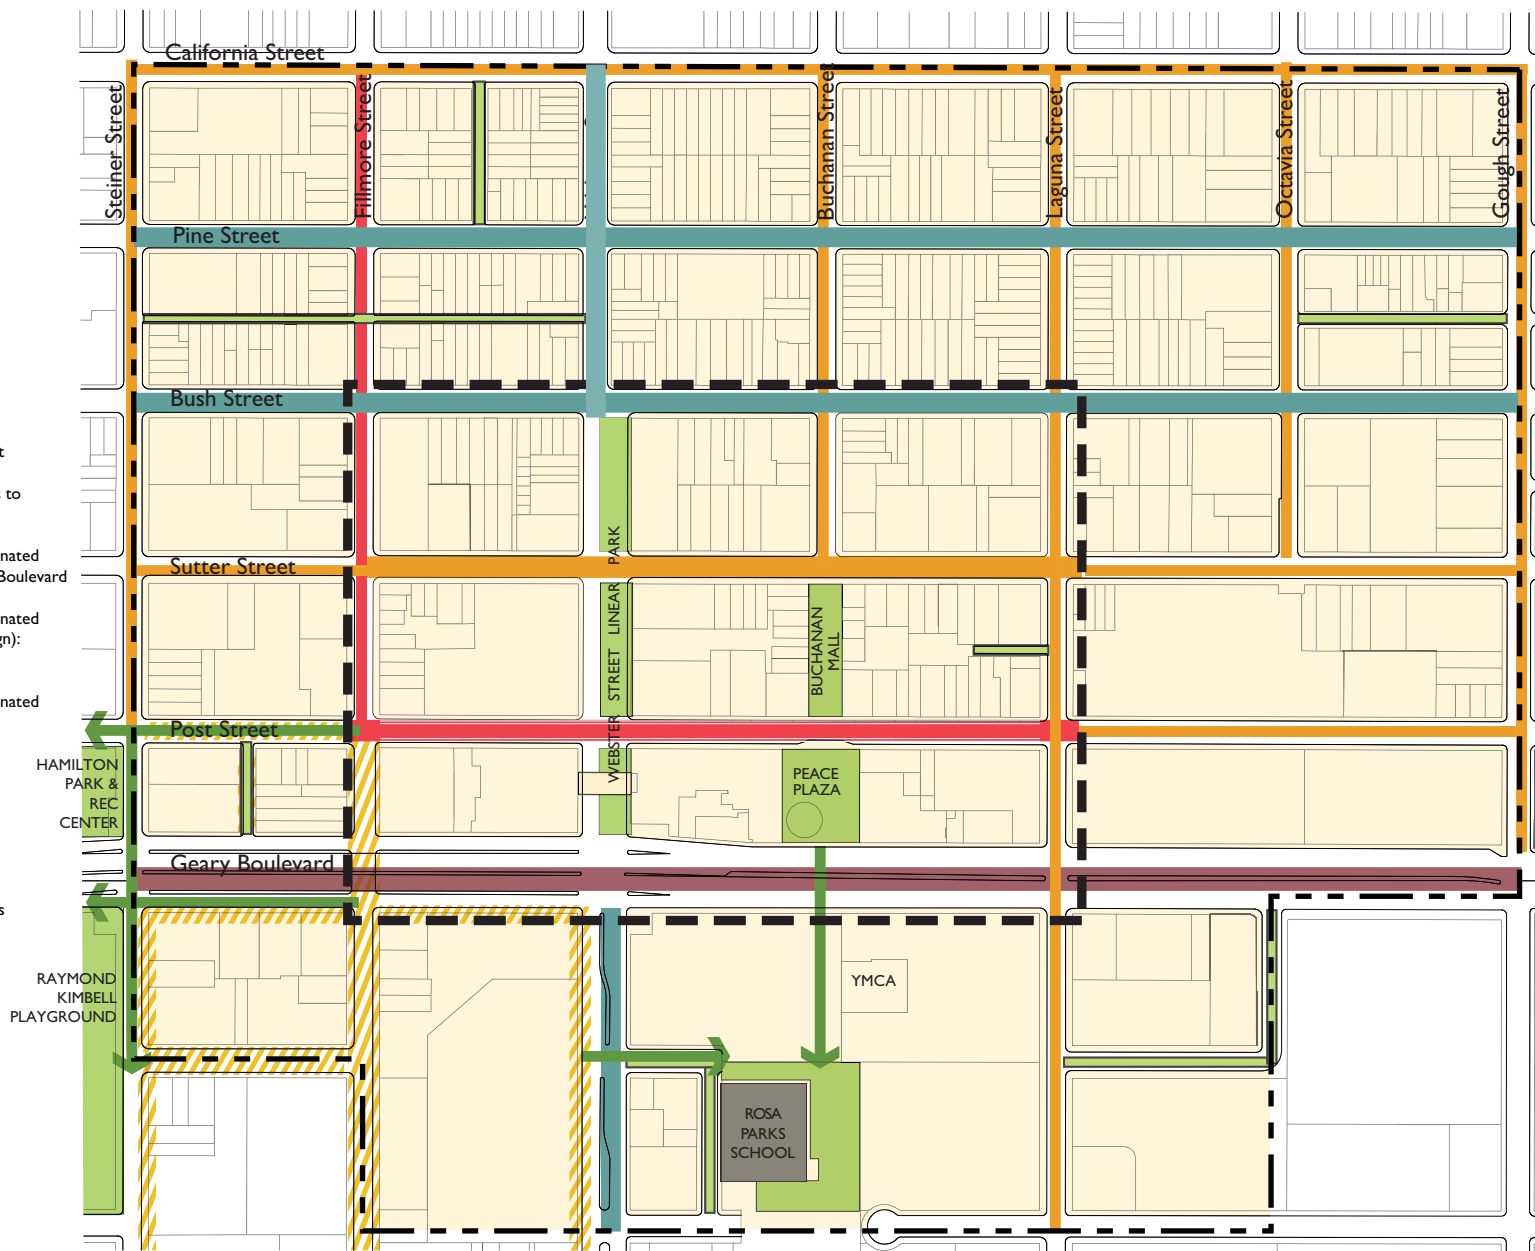 California Street
Steiner Street
Fillmore Street
Buchanan Street
Laguna Street
Octavia Street
Gough Street
Pine Street
Bush Street
t
to
nated
Boulevard
Sutter Street
nated
gn):
nated
WEBSTER STREET LINEAR PARK
BUCHANAN
MALL
Post Street
HAMILTON
PARK &
REC
CENTER
PEACE
PLAZA
Geary Boulevard
s
RAYMOND
KIMBELL
PLAYGROUND
YMCA
ROSA
PARKS
SCHOOL